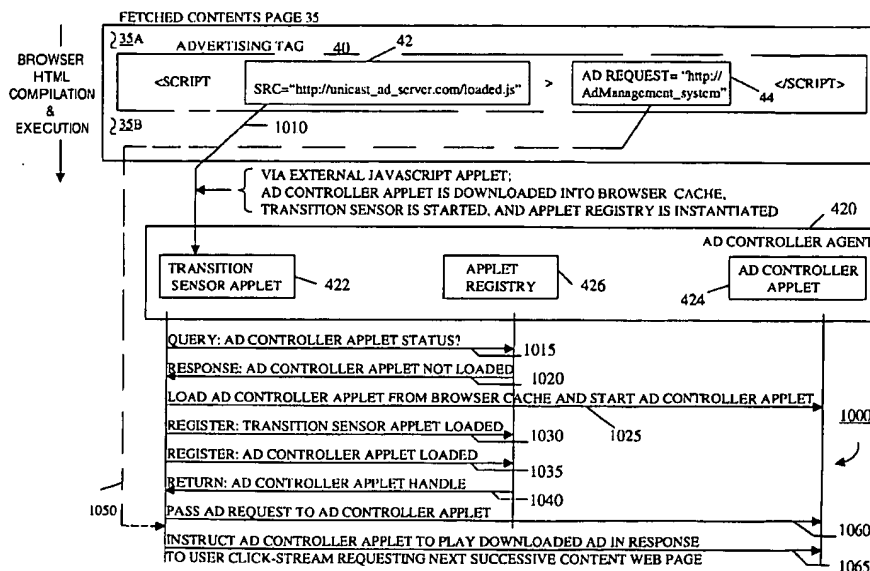 FETCHED CONTENTS PAGE 35
35A
ADVERTISING TAG 40
42
BROWSER
HTML
COMPILATION
&
EXECUTION
<SCRIPT
SRC="http://unicast_ad_server.com/loaded.js"
>
AD REQUEST= "http://
AdManagement_system"
</SCRIPT>
44
35B
1010
VIA EXTERNAL JAVASCRIPT APPLET;
AD CONTROLLER APPLET IS DOWNLOADED INTO BROWSER CACHE,
TRANSITION SENSOR IS STARTED, AND APPLET REGISTRY IS INSTANTIATED
420
AD CONTROLLER AGENT
TRANSITION
SENSOR APPLET
422
APPLET
REGISTRY
426
424
AD CONTROLLER
APPLET
QUERY: AD CONTROLLER APPLET STATUS?
1015
RESPONSE: AD CONTROLLER APPLET NOT LOADED
1020
LOAD AD CONTROLLER APPLET FROM BROWSER CACHE AND START AD CONTROLLER APPLET
1025
1000
REGISTER: TRANSITION SENSOR APPLET LOADED
1030
REGISTER: AD CONTROLLER APPLET LOADED
1035
RETURN: AD CONTROLLER APPLET HANDLE
1040
1050
PASS AD REQUEST TO AD CONTROLLER APPLET
1060
INSTRUCT AD CONTROLLER APPLET TO PLAY DOWNLOADED AD IN RESPONSE
TO USER CLICK-STREAM REQUESTING NEXT SUCCESSIVE CONTENT WEB PAGE
1065